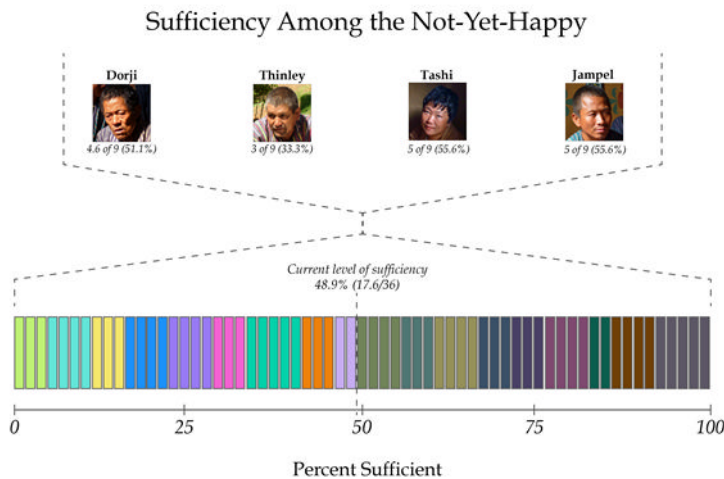 Sufficiency Among the Not-Yet-Happy
Dorji
Thinley
Tashi
Jampel
4.6 of 9 (51.1%)
3 of 9 (33.3%)
5 of 9 (55.6%)
5 of 9 (55.6%)
Current level of sufficiency
48.9% (17.6/36)
0
25
50
75
100
Percent Sufficient